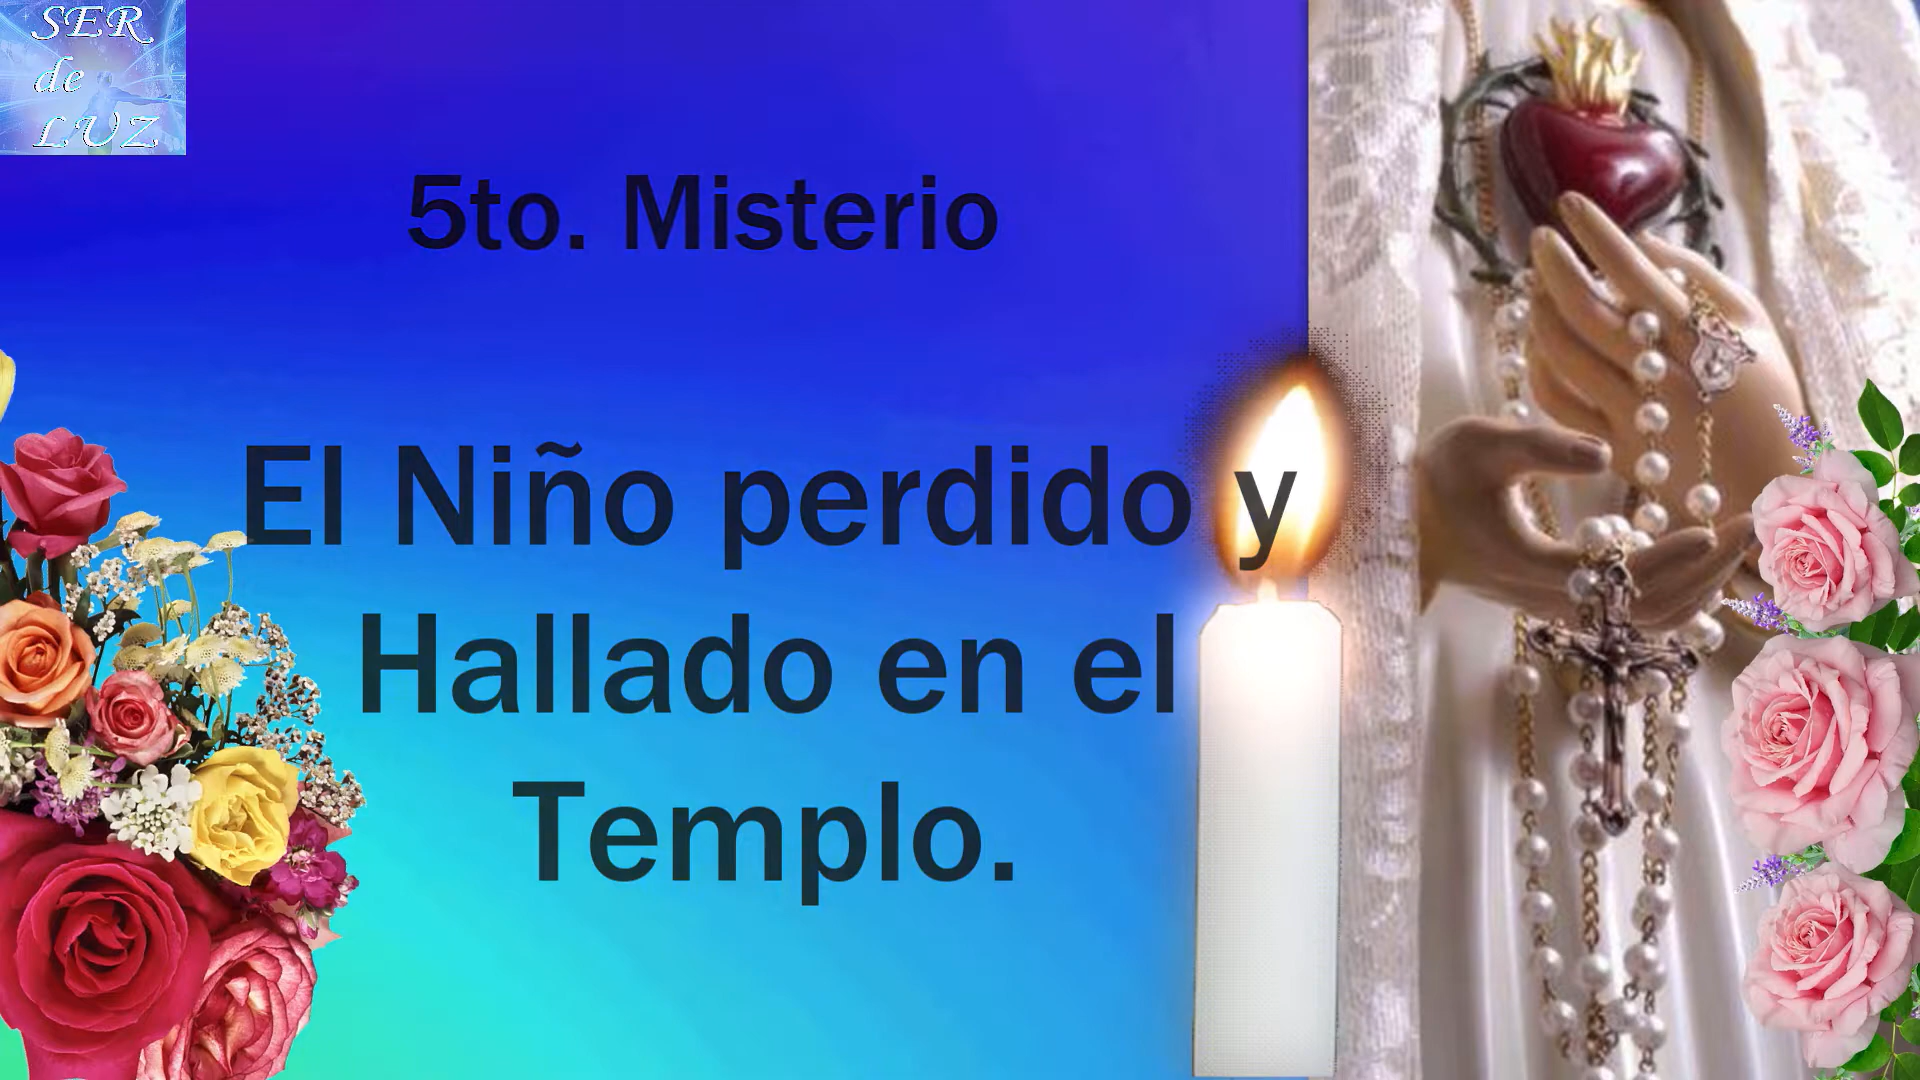 SER
de
LUZ
5to. Misterio
El Niño perdido y
Hallado en el
Templo.